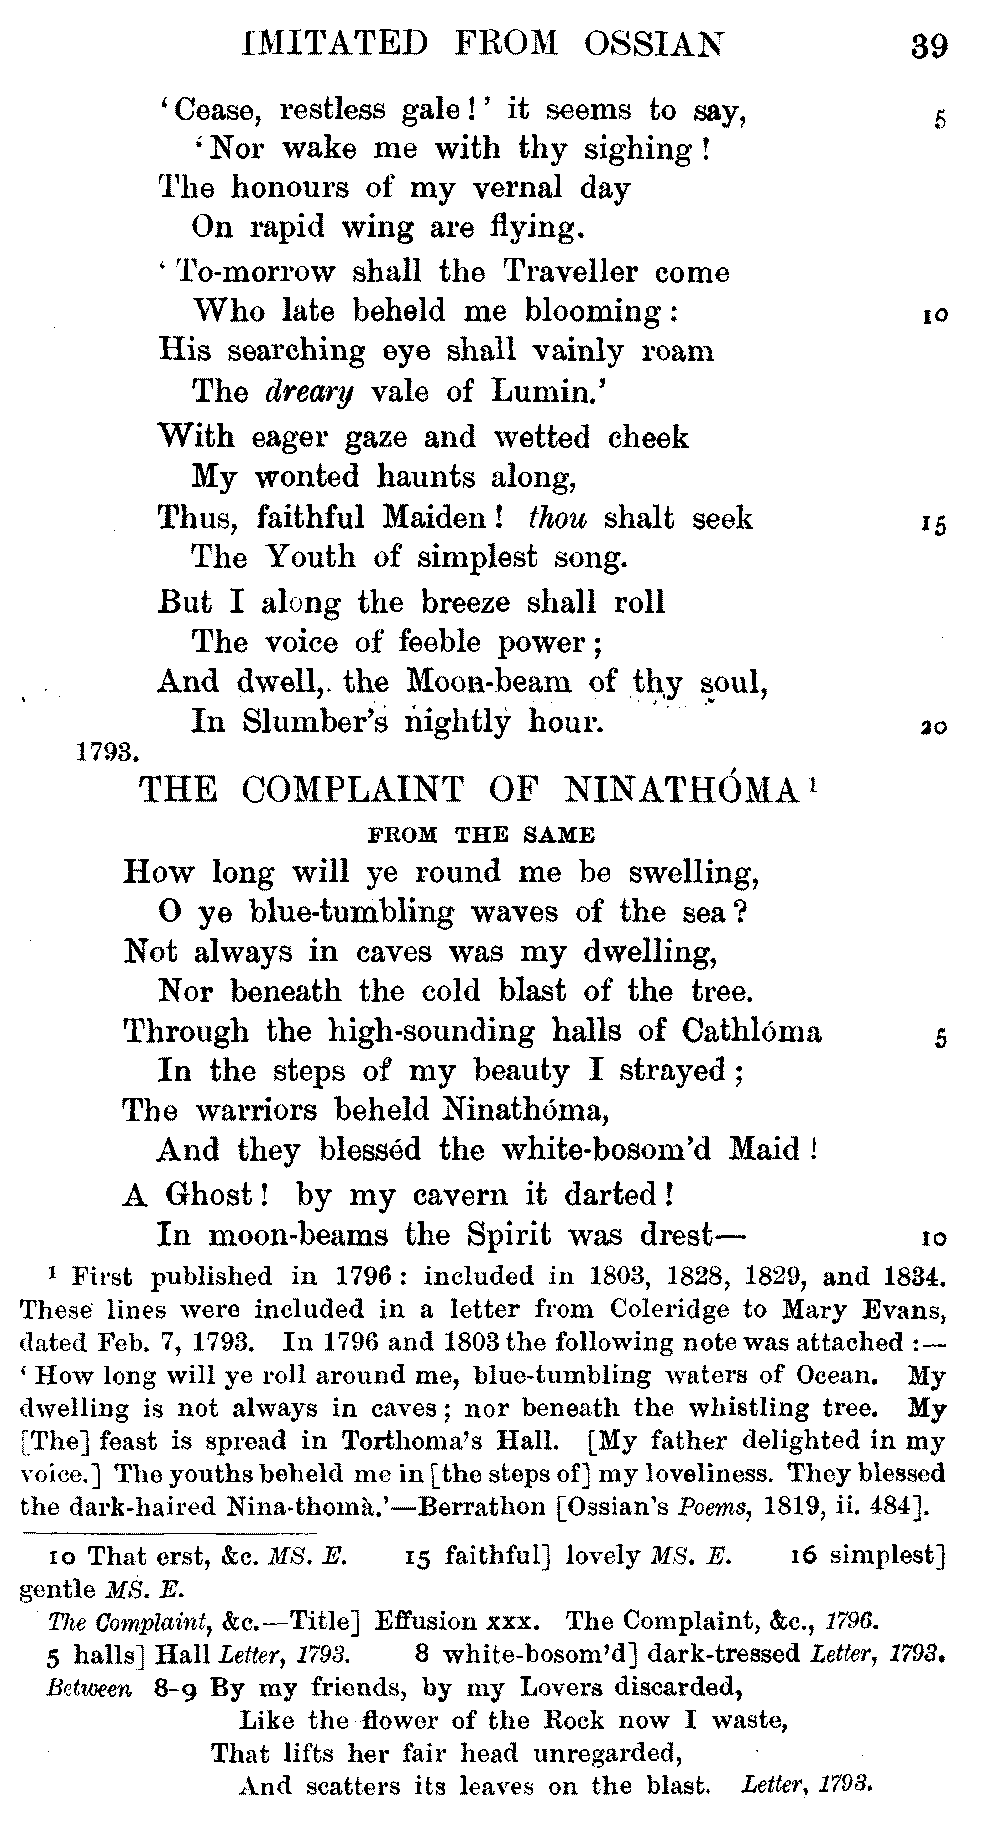 IMITATED FROM OSSIAN 39
‘Cease, restless gale!’ it seems to say, 5
‘Nor wake me with thy sighing!
The honours of my vernal day
On rapid wing are flying.
‘To-morrow shall the Traveller come
Who late beheld me blooming: 10
His searching eye shall vainly roam
The dreary vale of Lumin.’
With eager gaze and wetted cheek
My wonted haunts along,
Thus, faithful Maiden! thou shalt seek 15
The Youth of simplest song.
But I along the breeze shall roll
The voice of feeble power;
And dwell, the Moon-beam of thy soul,
In Slumber’s nightly hour. 20
1793.
THE COMPLAINT OF NINATHÓMA¹
FROM THE SAME
How long will ye round me be swelling,
O ye blue-tumbling waves of the sea?
Not always in caves was my dwelling,
Nor beneath the cold blast of the tree.
Through the high-sounding halls of Cathlóma 5
In the steps of my beauty I strayed;
The warriors beheld Ninathóma,
And they blesséd the white-bosom’d Maid!
A Ghost! by my cavern it darted!
In moon-beams the Spirit was drest— 10
¹ First published in 1796: included in 1803, 1828, 1829, and 1834.
These lines were included in a letter from Coleridge to Mary Evans,
dated Feb. 7, 1793. In 1796 and 1803 the following note was attached:—
‘How long will ye roll around me, blue-tumbling waters of Ocean. My
dwelling is not always in caves; nor beneath the whistling tree. My
[The] feast is spread in Torthoma’s Hall. [My father delighted in my
voice.] The youths beheld me in [the steps of] my loveliness. They blessed
the dark-haired Nina-thomà.’—Berrathon [Ossian’s Poems, 1819, ii. 484].
10 That erst, &c. MS. E. 15 faithful] lovely MS. E. 16 simplest]
gentle MS. E.
The Complaint, &c.—Title] Effusion xxx. The Complaint, &c., 1796.
5 halls] Hall Letter, 1793. 8 white-bosom’d] dark-tressed Letter, 1793.
Between 8-9 By my friends, by my Lovers discarded,
Like the flower of the Rock now I waste,
That lifts her fair head unregarded,
And scatters its leaves on the blast. Letter, 1793.